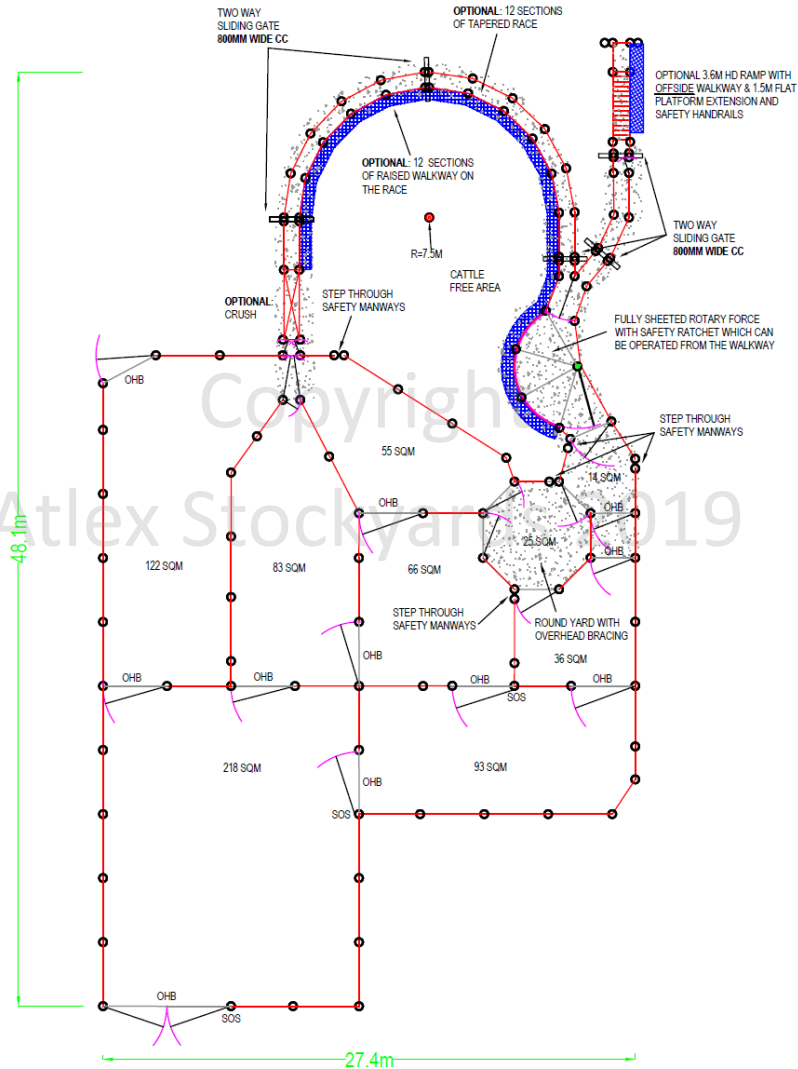 TWO WAY
SLIDING GATE
800MM WIDE CC
OPTIONAL: 12 SECTIONS
OF TAPERED RACE
OPTIONAL 3.6M HD RAMP WITH
OFFSIDE WALKWAY & 1.5M FLAT
PLATFORM EXTENSION AND
SAFETY HANDRAILS
OPTIONAL: 12 SECTIONS
OF RAISED WALKWAY ON
THE RACE
TWO WAY
SLIDING GATE
800MM WIDE CC
R=7.5M
CATTLE
FREE AREA
OPTIONAL:
CRUSH
STEP THROUGH
SAFETY MANWAYS
FULLY SHEETED ROTARY FORCE
WITH SAFETY RATCHET WHICH CAN
BE OPERATED FROM THE WALKWAY
OHB
Copyright
STEP THROUGH
SAFETY MANWAYS
55 SQM
14 SQM
OHB
OHB
Atlex Stockyards 2019
48.1m
25 SQM
OHB
122 SQM
83 SQM
66 SQM
STEP THROUGH
SAFETY MANWAYS
ROUND YARD WITH
OVERHEAD BRACING
OHB
36 SQM
OHB
OHB
OHB
OHB
SOS
218 SQM
93 SQM
OHB
SOS
OHB
SOS
27.4m